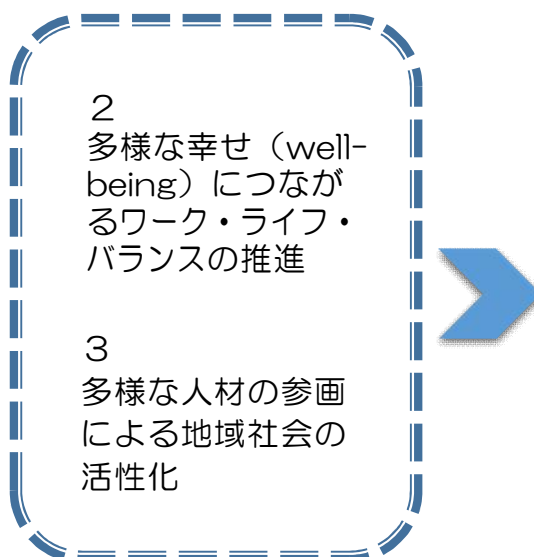 ２
多様な幸せ（well-
being）につなが
るワーク・ライフ・
バランスの推進
３
多様な人材の参画
による地域社会の
活性化